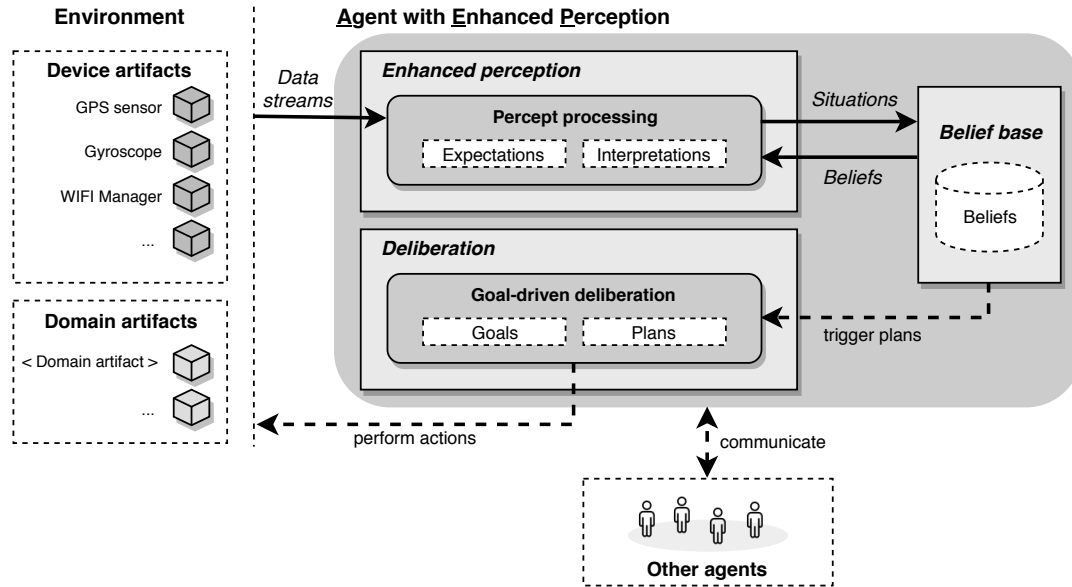 Environment
Agent with Enhanced Perception
Device artifacts
GPS sensor
Gyroscope
WIFI Manager
...
Domain artifacts
< Domain artifact >
...
Data
streams
Enhanced perception
Percept processing
Expectations
Interpretations
Situations
Beliefs
Belief base
Beliefs
Deliberation
Goal-driven deliberation
Goals
Plans
trigger plans
perform actions
communicate
Other agents